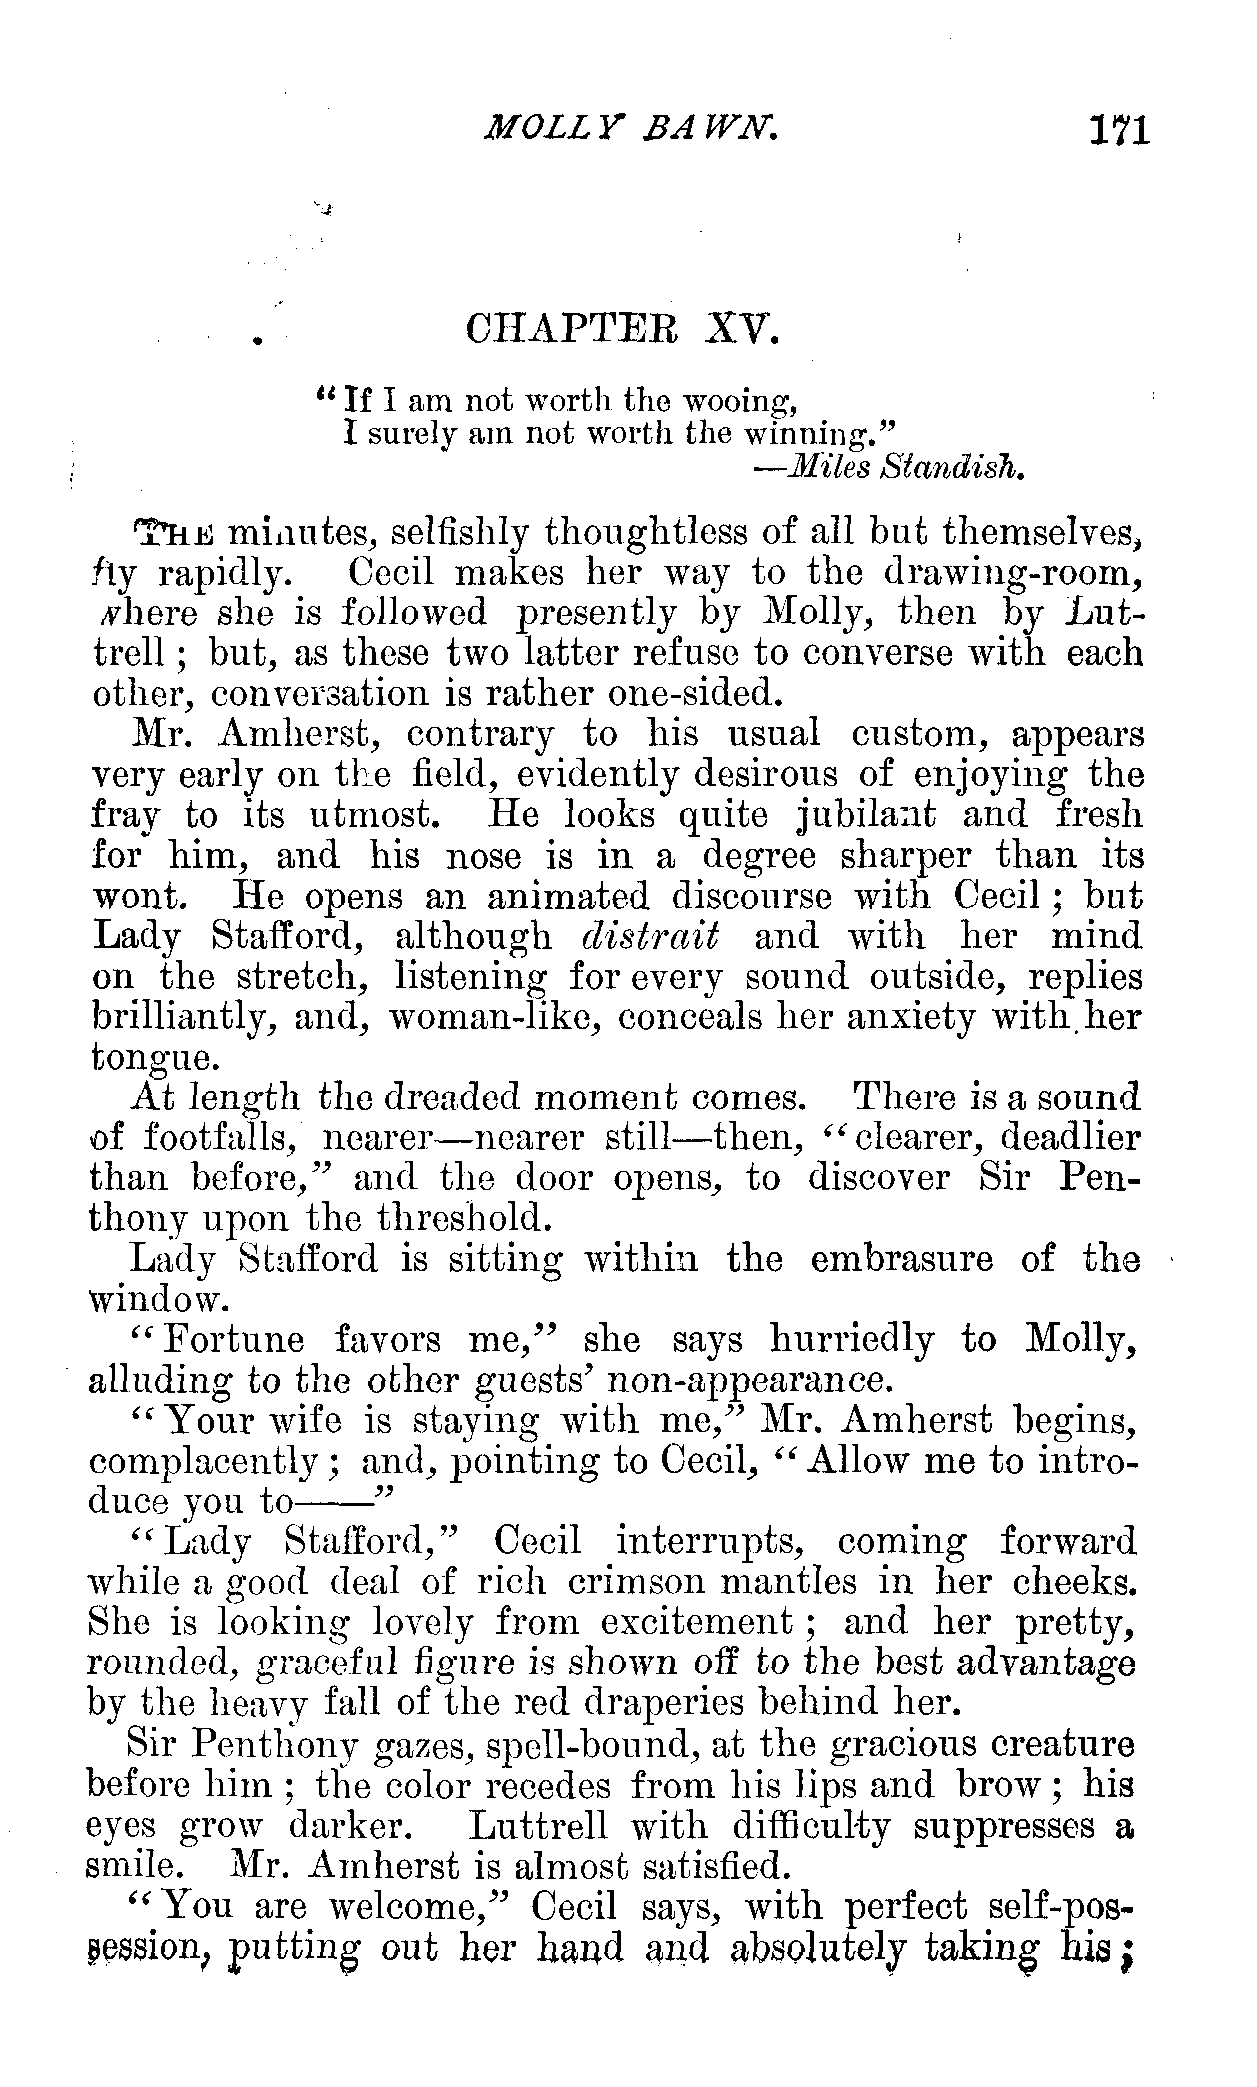 MOLLY BAWN. 171
CHAPTER XV.
"If I am not worth the wooing,
I surely am not worth the winning."
—Miles Standish.
THE minutes, selfishly thoughtless of all but themselves,
fly rapidly. Cecil makes her way to the drawing-room,
where she is followed presently by Molly, then by Lut-
trell ; but, as these two latter refuse to converse with each
other, conversation is rather one-sided.
Mr. Amherst, contrary to his usual custom, appears
very early on the field, evidently desirous of enjoying the
fray to its utmost. He looks quite jubilant and fresh
for him, and his nose is in a degree sharper than its
wont. He opens an animated discourse with Cecil ; but
Lady Stafford, although distrait and with her mind
on the stretch, listening for every sound outside, replies
brilliantly, and, woman-like, conceals her anxiety with her
tongue.
At length the dreaded moment comes. There is a sound
of footfalls, nearer—nearer still—then, "clearer, deadlier
than before," and the door opens, to discover Sir Pen-
thony upon the threshold.
Lady Stafford is sitting within the embrasure of the
window.
"Fortune favors me," she says hurriedly to Molly,
alluding to the other guests' non-appearance.
"Your wife is staying with me," Mr. Amherst begins,
complacently ; and, pointing to Cecil, "Allow me to intro-
duce you to——"
"Lady Stafford," Cecil interrupts, coming forward
while a good deal of rich crimson mantles in her cheeks.
She is looking lovely from excitement ; and her pretty,
rounded, graceful figure is shown off to the best advantage
by the heavy fall of the red draperies behind her.
Sir Penthony gazes, spell-bound, at the gracious creature
before him ; the color recedes from his lips and brow ; his
eyes grow darker. Luttrell with difficulty suppresses a
smile. Mr. Amherst is almost satisfied.
"You are welcome," Cecil says, with perfect self-pos-
session, putting out her hand and absolutely taking his ;